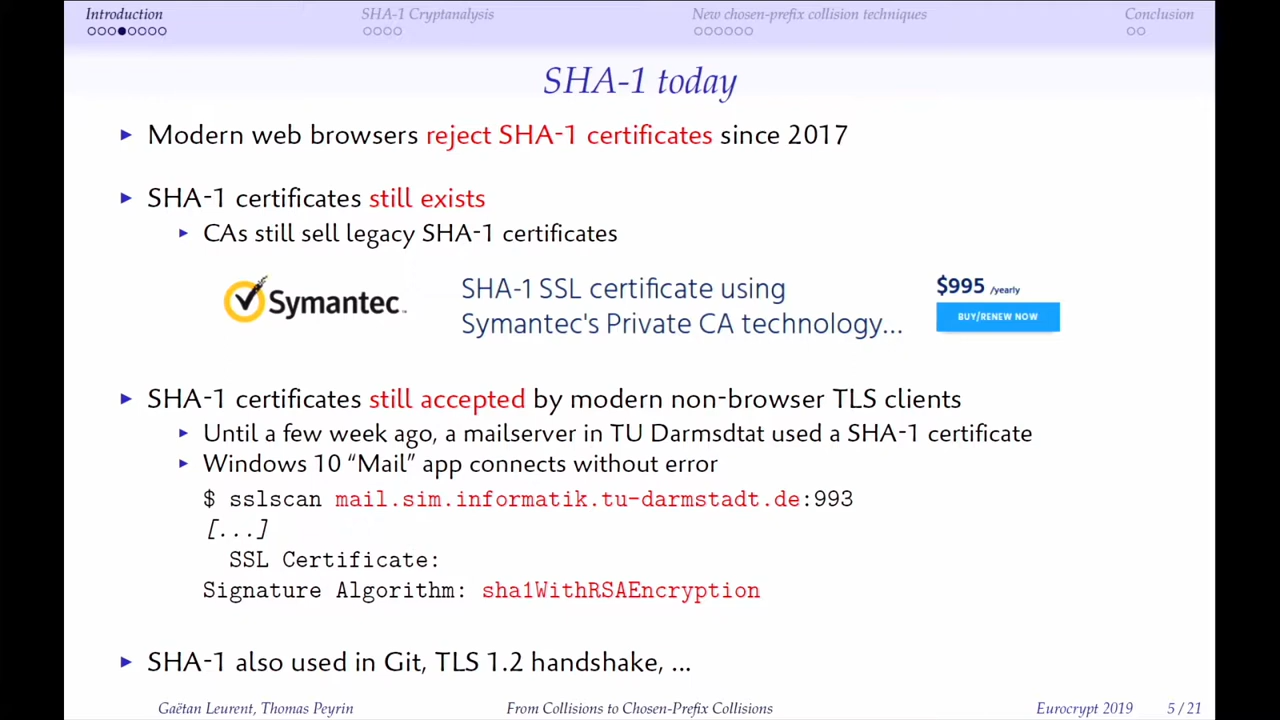 Introduction
SHA-1 Cryptanalysis
New chosen-prefix collision techniques
Conclusion
SHA-1 today
Modern web browsers reject SHA-1 certificates since 2017
SHA-1 certificates still exists
CAs still sell legacy SHA-1 certificates
Symantec.
SHA-1 SSL certificate using
Symantec's Private CA technology...
$995 /yearly
BUY/RENEW NOW
SHA-1 certificates still accepted by modern non-browser TLS clients
Until a few week ago, a mailserver in TU Darmsdtat used a SHA-1 certificate
Windows 10 “Mail” app connects without error
$ sslscan mail.sim.informatik.tu-darmstadt.de:993
[...]
SSL Certificate:
Signature Algorithm: sha1WithRSAEncryption
SHA-1 also used in Git, TLS 1.2 handshake, ...
Gaëtan Leurent, Thomas Peyrin
From Collisions to Chosen-Prefix Collisions
Eurocrypt 2019
5 / 21